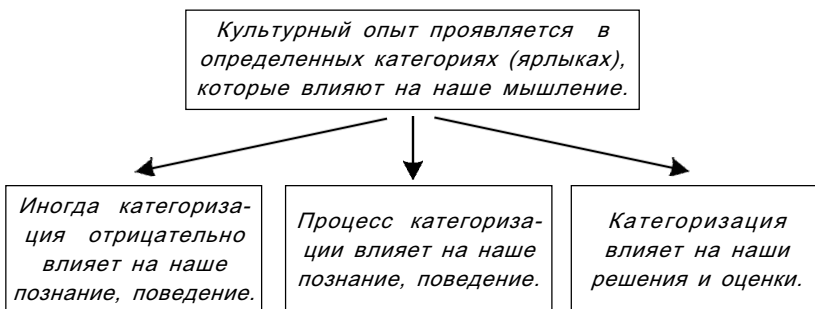 Культурный опыт проявляется в
определенных категориях (ярлыках),
которые влияют на наше мышление.
Иногда категориза-
ция отрицательно
влияет на наше
познание, поведение.
Процесс категориза-
ции влияет на наше
познание, поведение.
Категоризация
влияет на наши
решения и оценки.